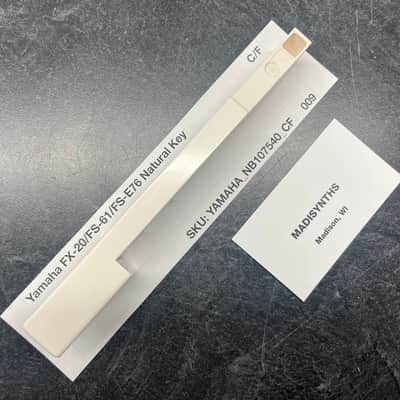 Yamaha FX-20/FS-61/FS-E76 Natural Key
C/F
SKU: YAMAHA_NB107540_CF
009
MADISYNTHS
Madison, WI